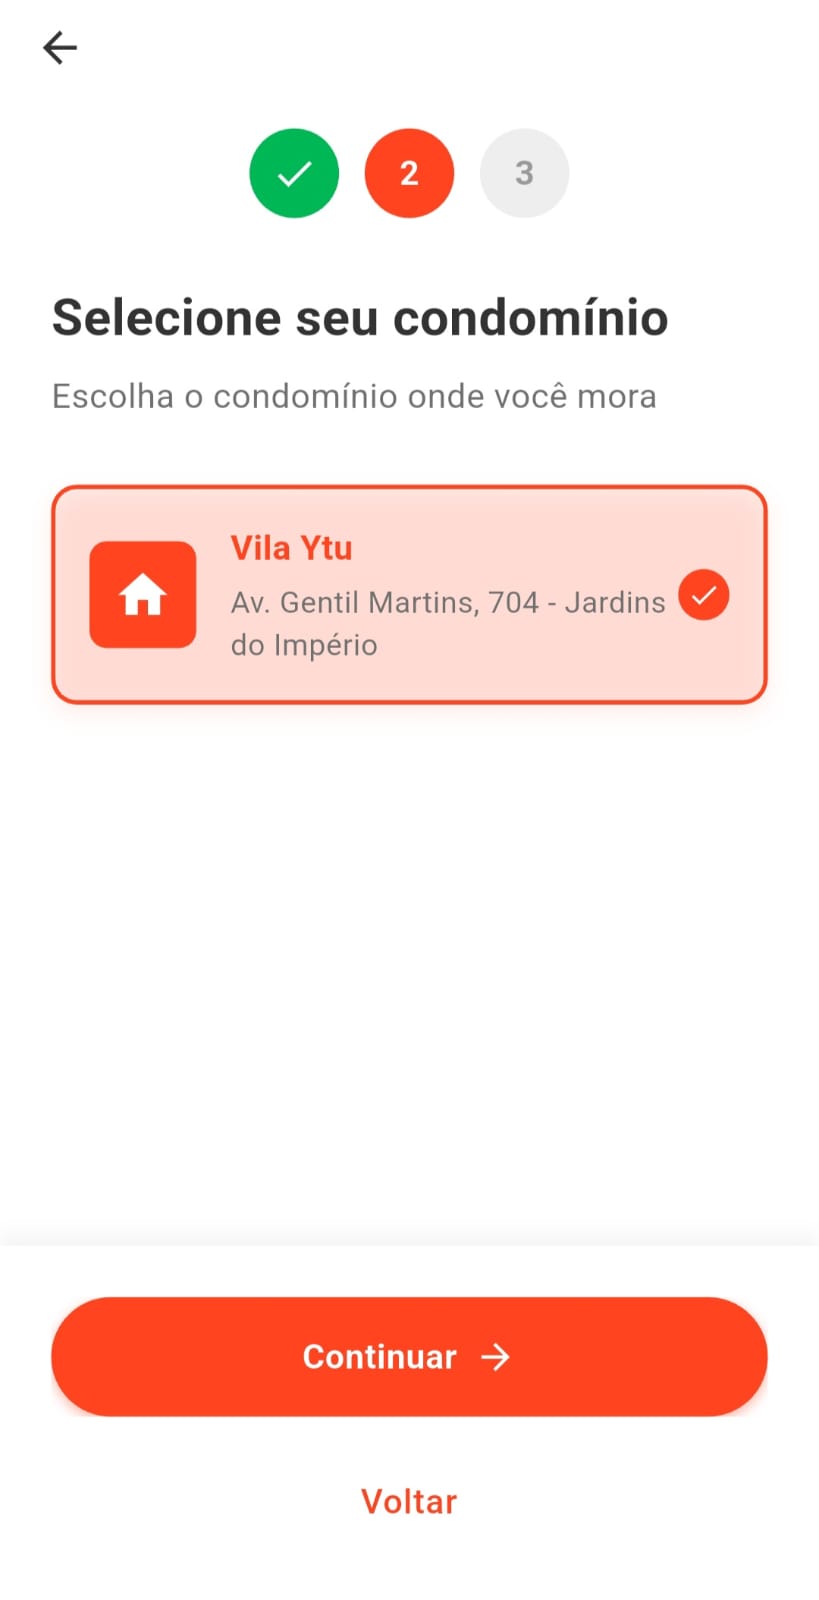 2
3
Selecione seu condomínio
Escolha o condomínio onde você mora
Vila Ytu
Av. Gentil Martins, 704 - Jardins
do Império
Continuar
Voltar